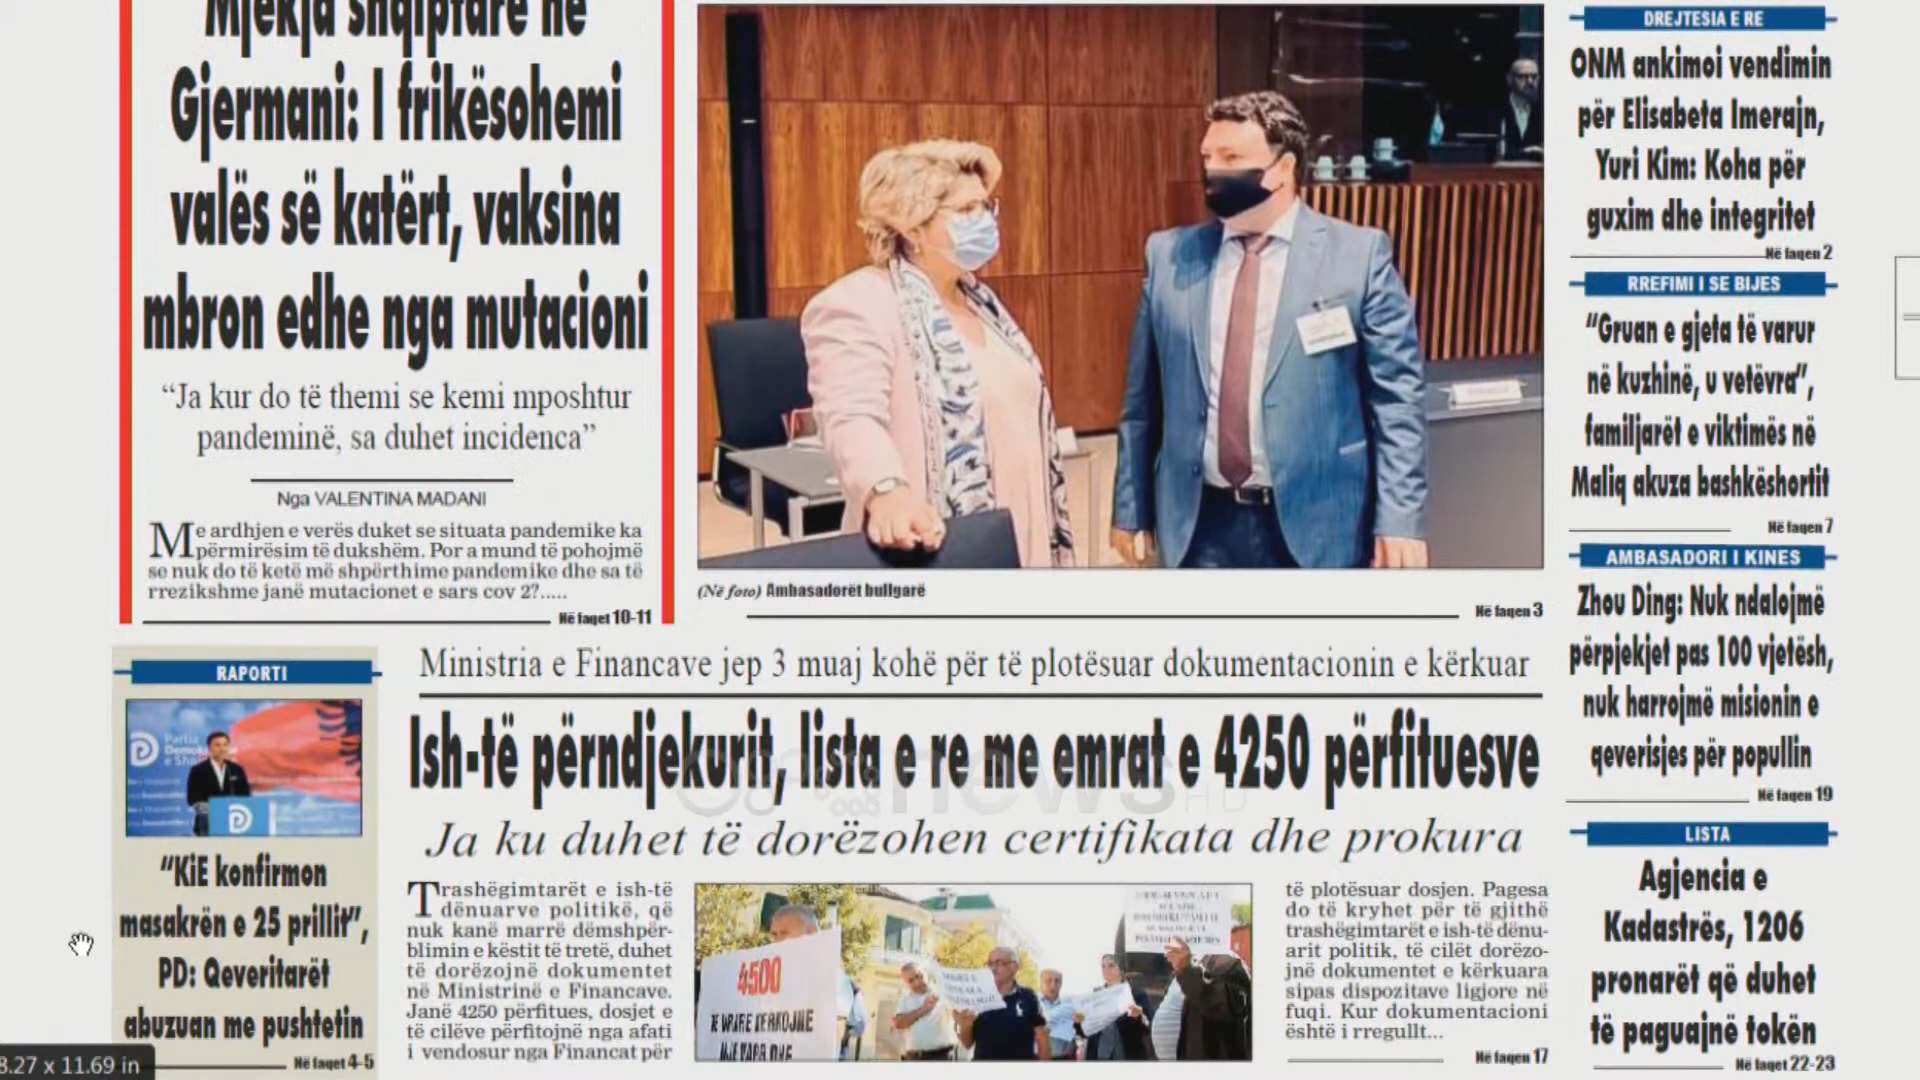 Mjekja shqiptare në
Gjermani: I frikësohemi
valës së katërt, vaksina
mbron edhe nga mutacioni
“Ja kur do të themi se kemi mposhtur
pandeminë, sa duhet incidenca”
Nga VALENTINA MADANI
Me ardhjen e verës duket se situata pandemike ka
përmirësim të dukshëm. Por a mund të pohojmë
se nuk do të ketë më shpërthime pandemike dhe sa të
rrezikshme janë mutacionet e sars cov 2?.....
Në faqet 10-11
(Në foto) Ambasadorët bullgarë
Në faqen 3
DREJTESIA E RE
ONM ankimoi vendimin
për Elisabeta Imerajn,
Yuri Kim: Koha për
guxim dhe integritet
Në faqen 2
RREFIMI I SE BIJES
“Gruan e gjeta të varur
në kuzhinë, u vetëvra”,
familjarët e viktimës në
Maliq akuza bashkëshortit
Në faqen 7
AMBASADORI I KINES
Zhou Ding: Nuk ndalojmë
përpjekjet pas 100 vjetësh,
nuk harrojmë misionin e
qeverisjes për popullin
Në faqen 19
LISTA
Agjencia e
Kadastrës, 1206
pronarët që duhet
të paguajnë tokën
Në faqet 22-23
RAPORTI
Partia
“KiE konfirmon
masakrën e 25 prillit”,
PD: Qeveritarët
abuzuan me pushtetin
Në faqet 4-5
Ministria e Financave jep 3 muaj kohë për të plotësuar dokumentacionin e kërkuar
Ish-të përndjekurit, lista e re me emrat e 4250 përfituesve
news HD
Ja ku duhet të dorëzohen certifikata dhe prokura
Trashëgimtarët e ish-të
dënuarve politikë, që
nuk kanë marrë dëmshpër-
blimin e këstit të tretë, duhet
të dorëzojnë dokumentet
në Ministrinë e Financave.
Janë 4250 përfitues, dosjet e
të cilëve përfitojnë nga afati
i vendosur nga Financat për
4500
të plotësuar dosjen. Pagesa
do të kryhet për të gjithë
trashëgimtarët e ish-të dënu-
arit politik, të cilët dorëzo-
jnë dokumentet e kërkuara
sipas dispozitave ligjore në
fuqi. Kur dokumentacioni
është i rregullt...
Në faqen 17
8.27 x 11.69 in